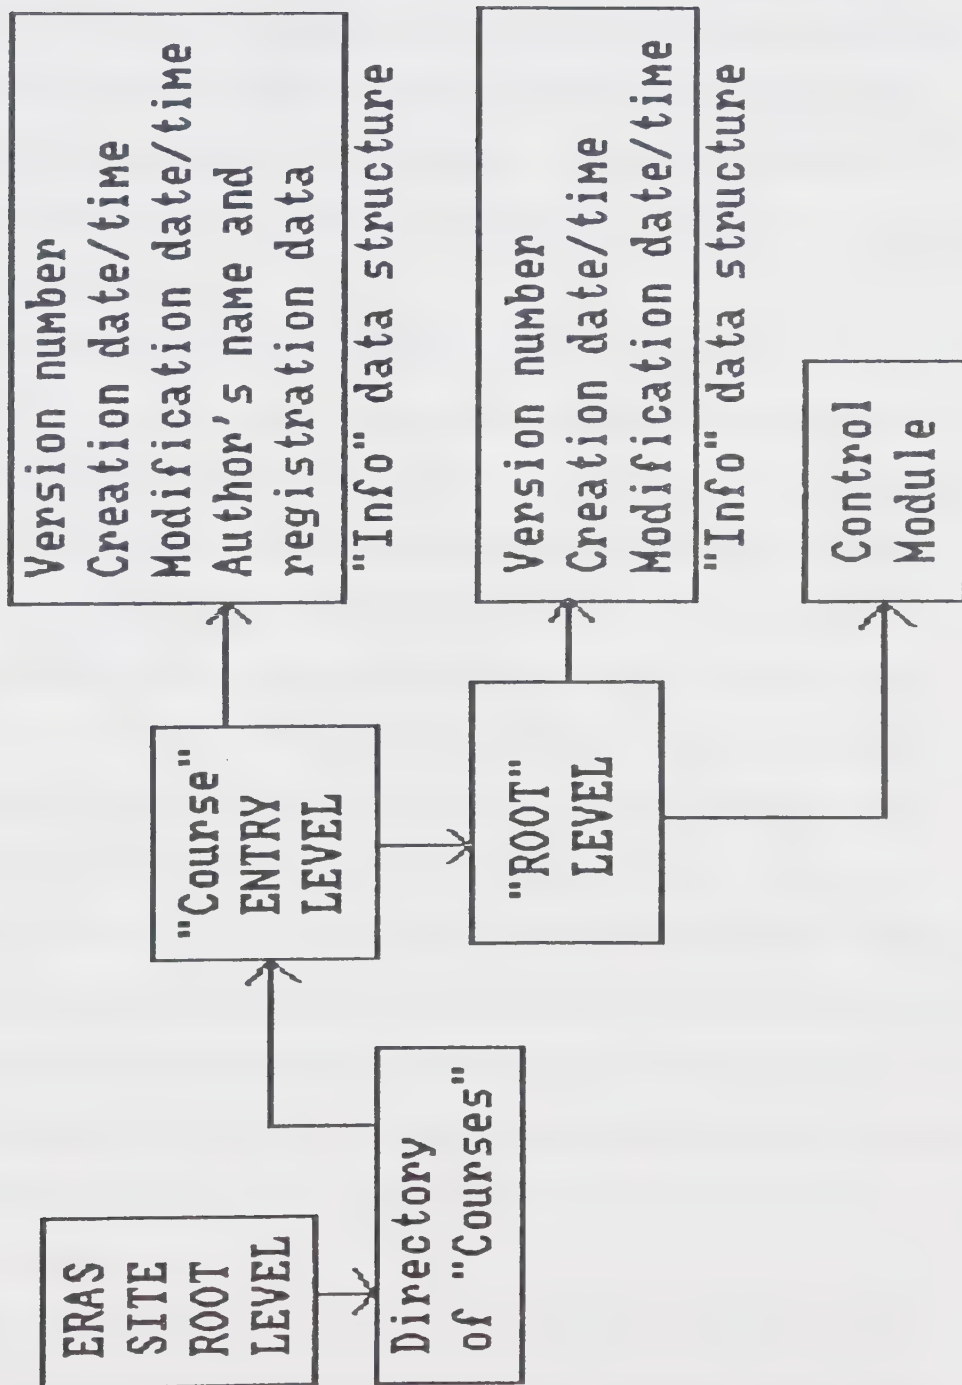 ERAS
SITE
ROOT
LEVEL
Directory
of "Courses"
"Course"
ENTRY
LEVEL
Version number
Creation date/time
Modification date/time
Author's name and
registration data
"Info" data structure
"ROOT"
LEVEL
Version number
Creation date/time
Modification date/time
"Info" data structure
Control
Module